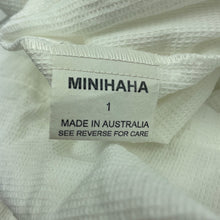 MINIHAHA
1
MADE IN AUSTRALIA
SEE REVERSE FOR CARE